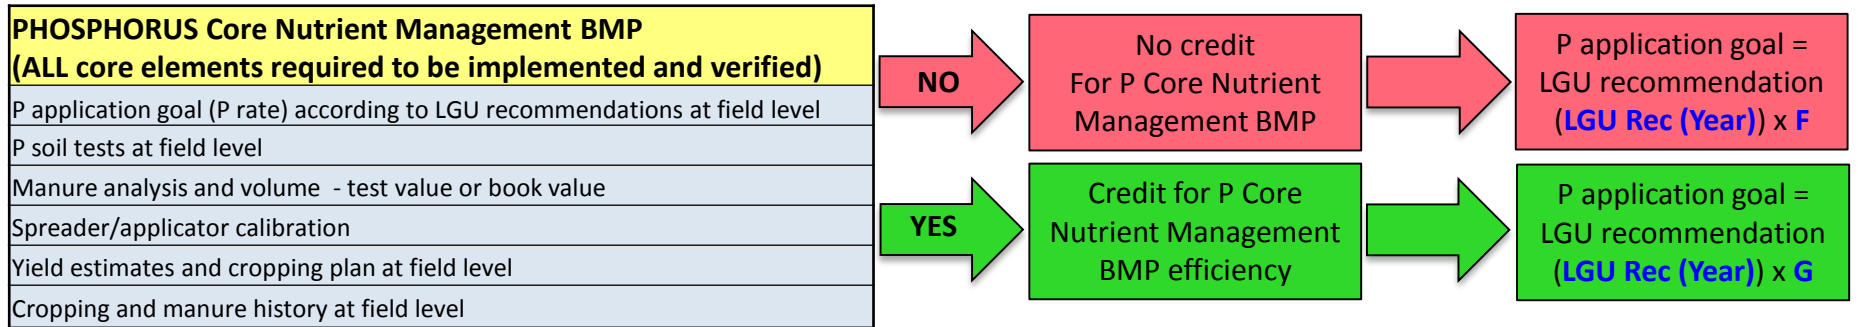 PHOSPHORUS Core Nutrient Management BMP
(ALL core elements required to be implemented and verified)
P application goal (P rate) according to LGU recommendations at field level
P soil tests at field level
Manure analysis and volume - test value or book value
Spreader/applicator calibration
Yield estimates and cropping plan at field level
Cropping and manure history at field level
NO
No credit
For P Core Nutrient
Management BMP
P application goal =
LGU recommendation
(LGU Rec (Year)) x F
YES
Credit for P Core
Nutrient Management
BMP efficiency
P application goal =
LGU recommendation
(LGU Rec (Year)) x G